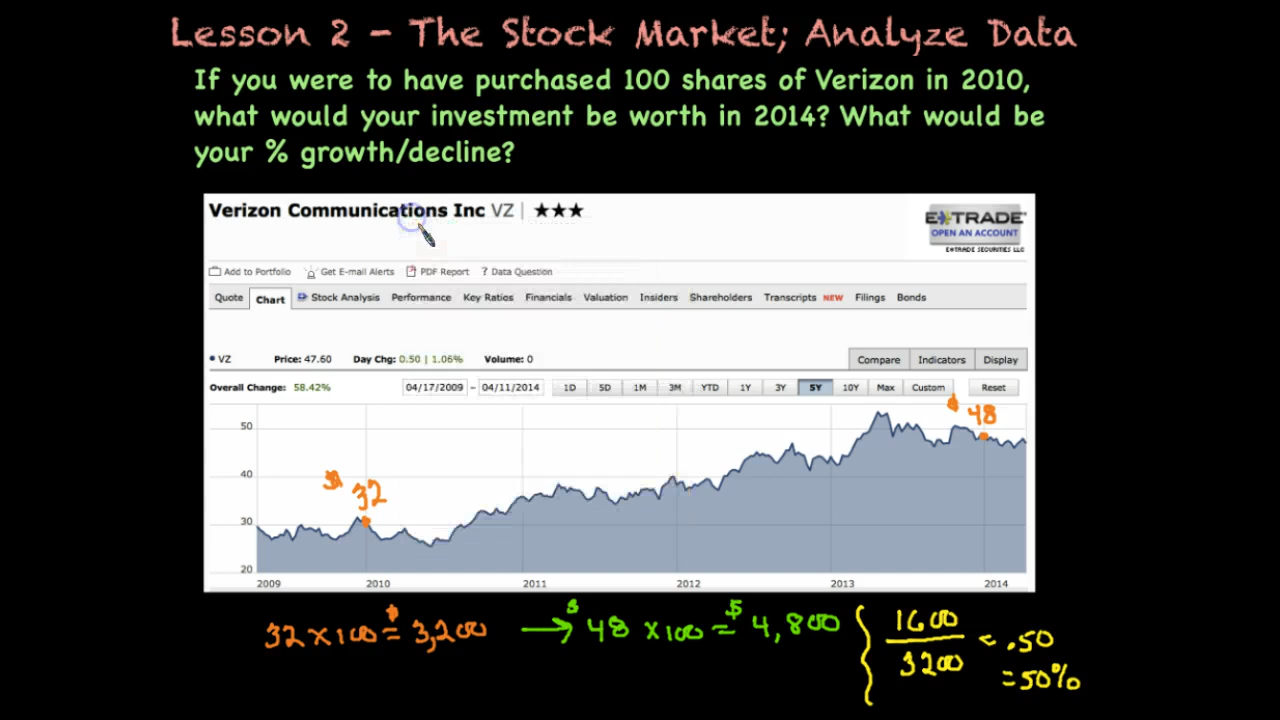 Lesson 2 - The Stock Market; Analyze Data
If you were to have purchased 100 shares of Verizon in 2010,
what would your investment be worth in 2014? What would be
your % growth/decline?
Verizon Communications Inc VZ | ★★★
E*TRADE
OPEN AN ACCOUNT
E*TRADE SECURITIES LLC
Add to Portfolio Get E-mail Alerts PDF Report ? Data Question
Quote Chart Stock Analysis Performance Key Ratios Financials Valuation Insiders Shareholders Transcripts NEW Filings Bonds
• VZ Price: 47.60 Day Chg: 0.50 | 1.06% Volume: 0 Compare Indicators Display
Overall Change: 58.42% 04/17/2009 - 04/11/2014 1D 5D 1M 3M YTD 1Y 3Y 5Y 10Y Max Custom Reset
$ 48
50
40
$ 32
30
20
2009 2010 2011 2012 2013 2014
32 x 100 = $3,200 → $48 x 100 = $4,800 { 1600
3200
= .50
= 50%